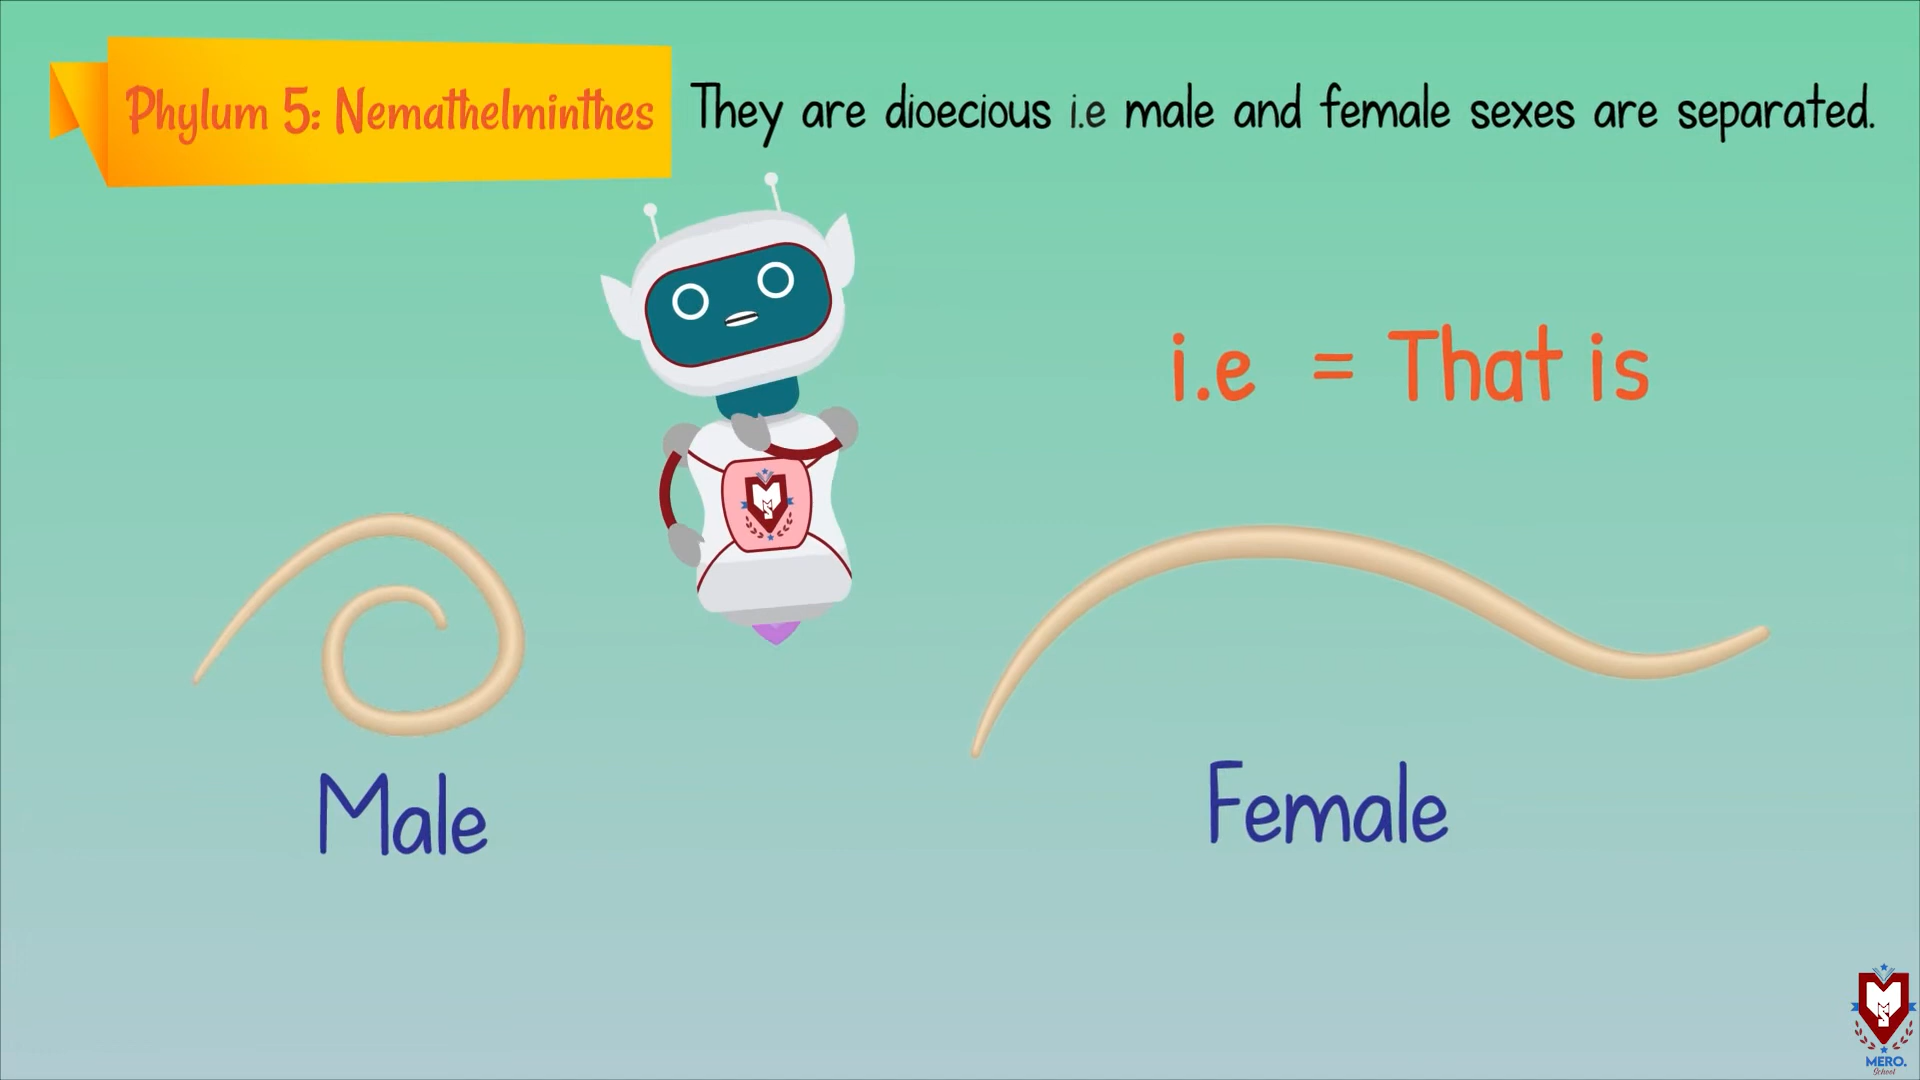 Phylum 5: Nemathelminthes
They are dioecious i.e male and female sexes are separated.
i.e = That is
Male
Female
MERO.
School